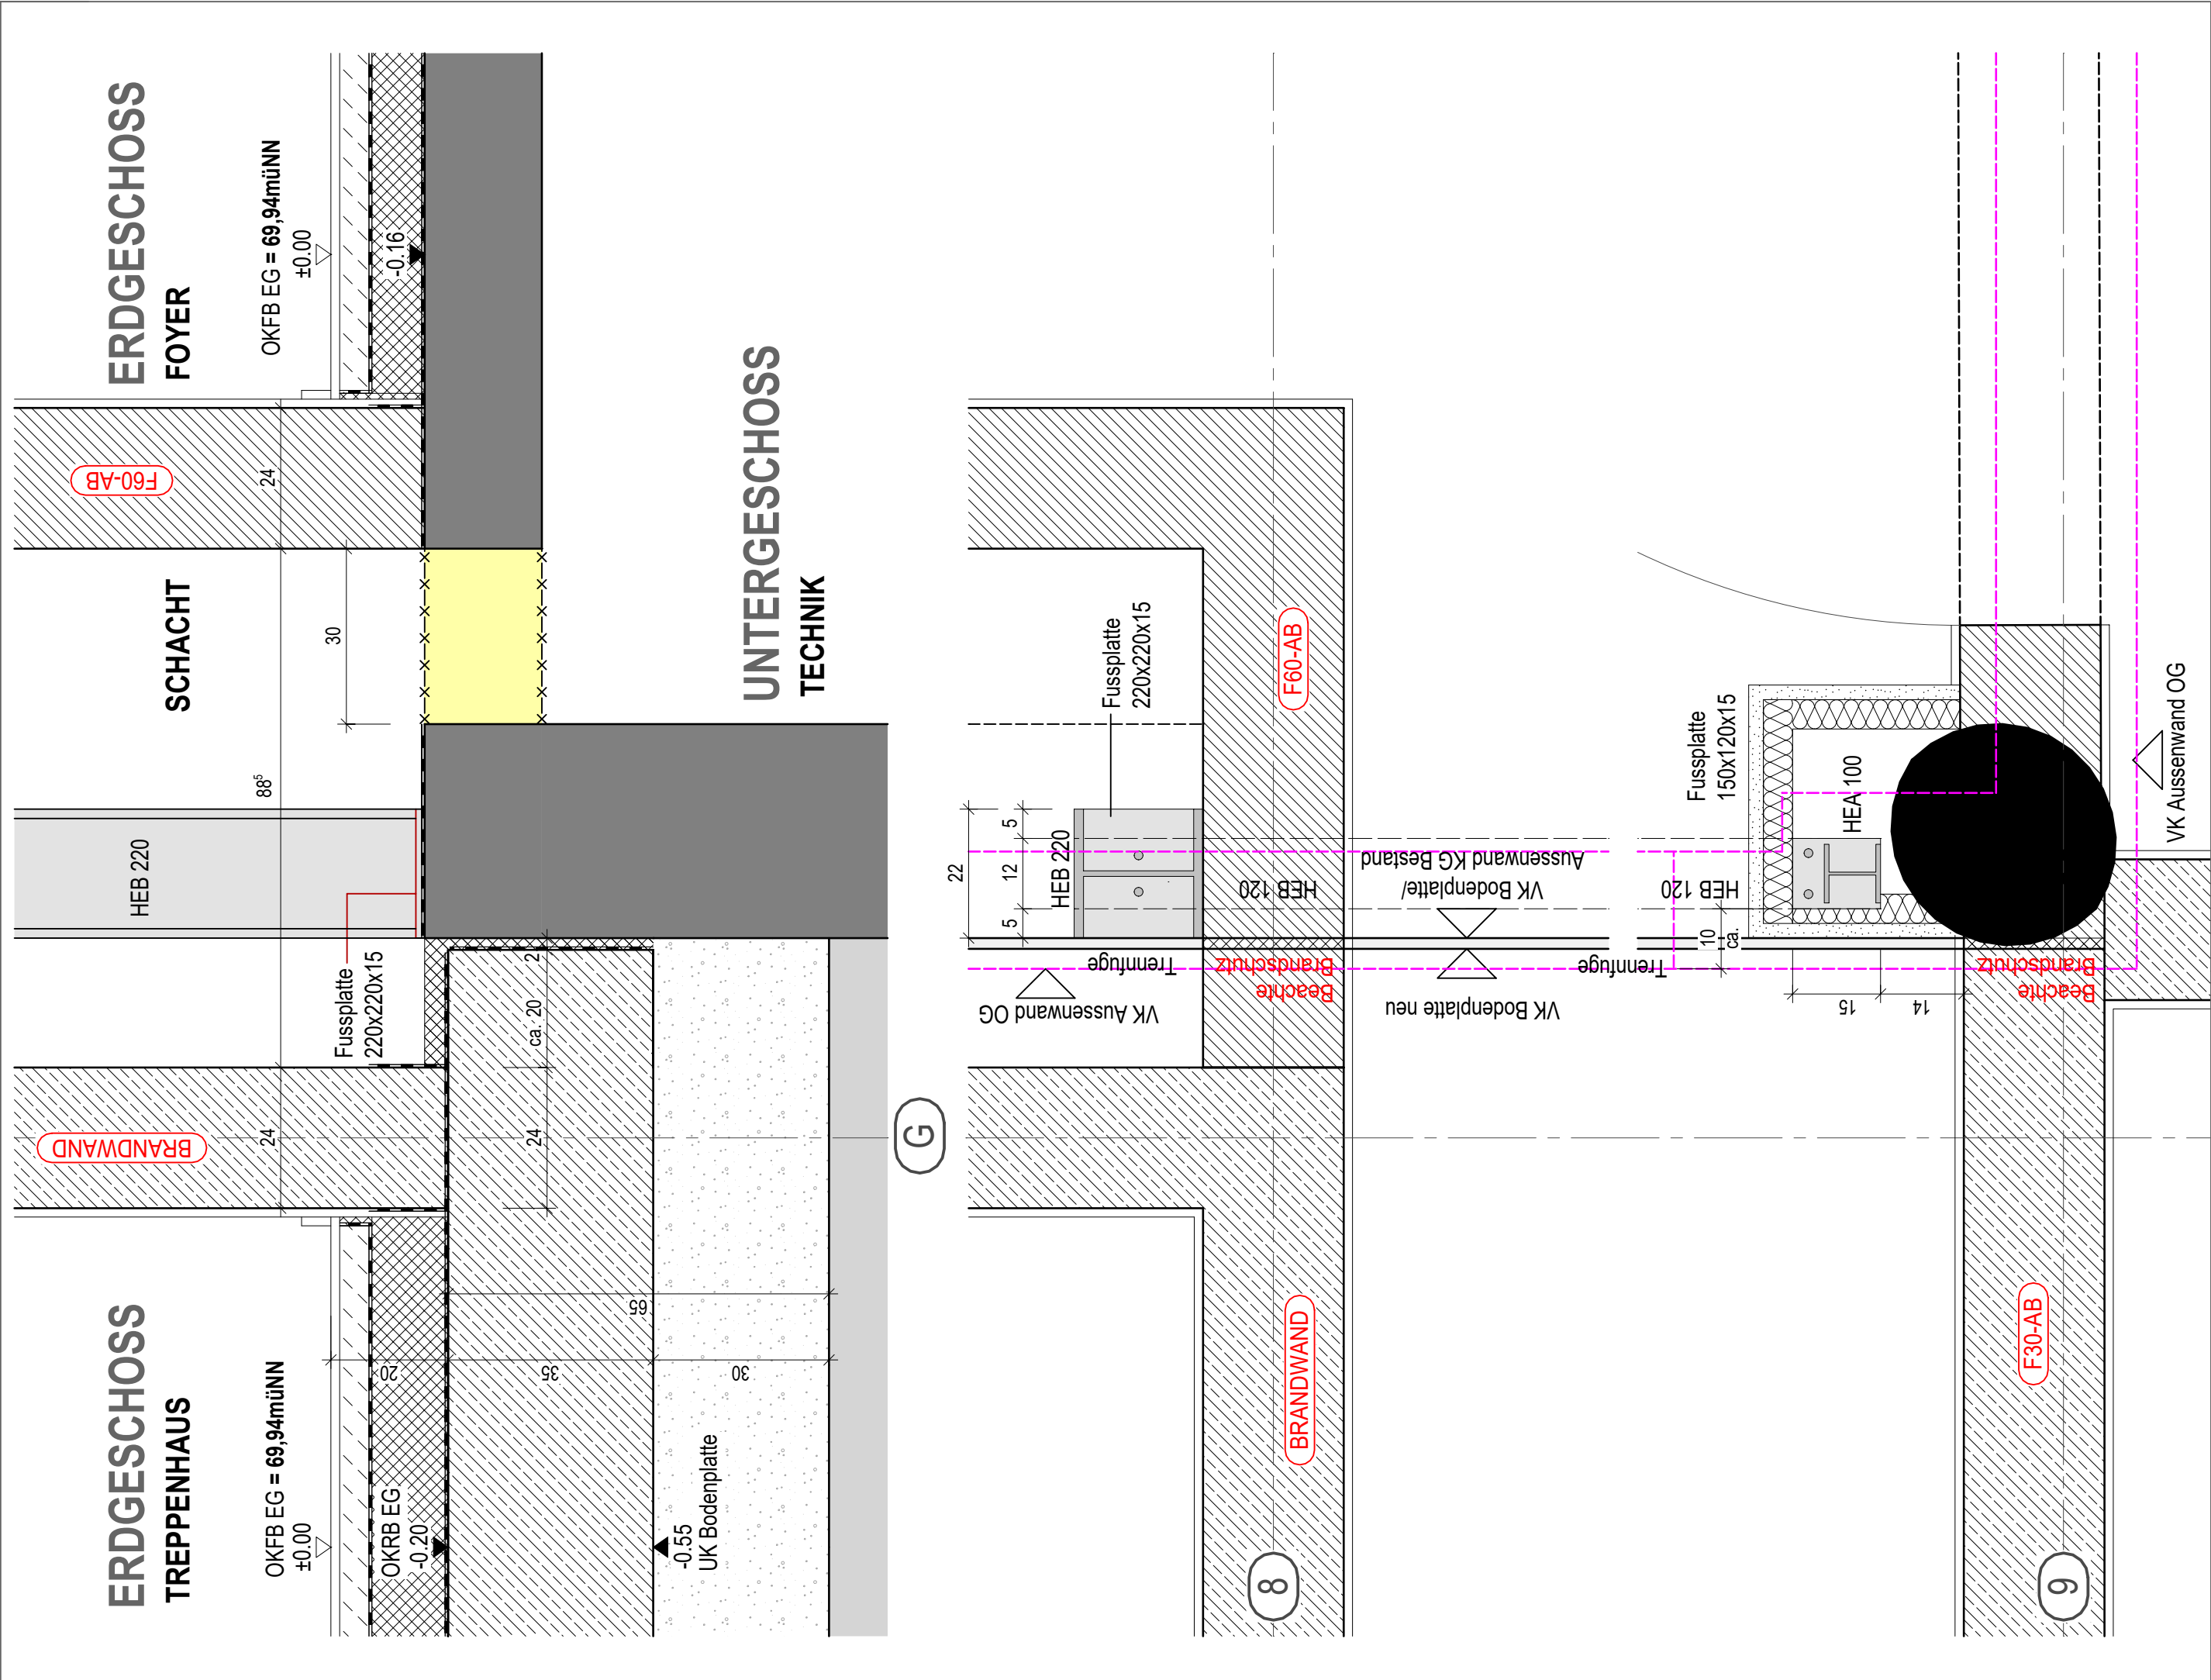 ERDGESCHOSS
FOYER
OKFB EG = 69,94müNN
±0.00
-0.16
F60-AB
24
SCHACHT
30
88⁵
HEB 220
Fussplatte
220x220x15
BRANDWAND
24
ERDGESCHOSS
TREPPENHAUS
OKFB EG = 69,94müNN
±0.00
OKRB EG
-0.20
-0.55
UK Bodenplatte
2
ca. 20
24
65
20
35
30
UNTERGESCHOSS
TECHNIK
G
Fussplatte
220x220x15
22
5
12
5
HEB 220
HEB 120
F60-AB
Trennfuge
Beachte
Brandschutz
VK Aussenwand OG
VK Bodenplatte/
Aussenwand KG Bestand
VK Bodenplatte neu
BRANDWAND
8
Fussplatte
150x120x15
HEA 100
HEB 120
10
ca.
Trennfuge
15
14
Beachte
Brandschutz
VK Aussenwand OG
F30-AB
9